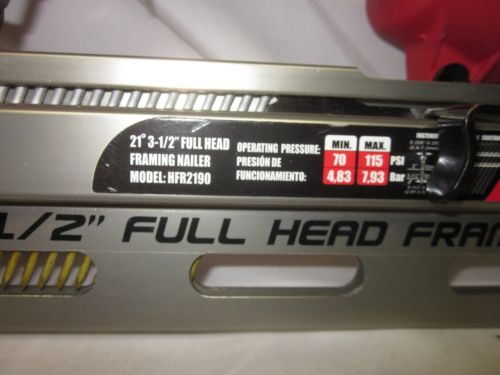 21° 3-1/2" FULL HEAD
FRAMING NAILER
MODEL: HFR2190
OPERATING PRESSURE:
PRESIÓN DE
FUNCIONAMIENTO:
MIN. MAX.
70 115 PSI
4,83 7,93 Bar
1/2" FULL HEAD FRAM